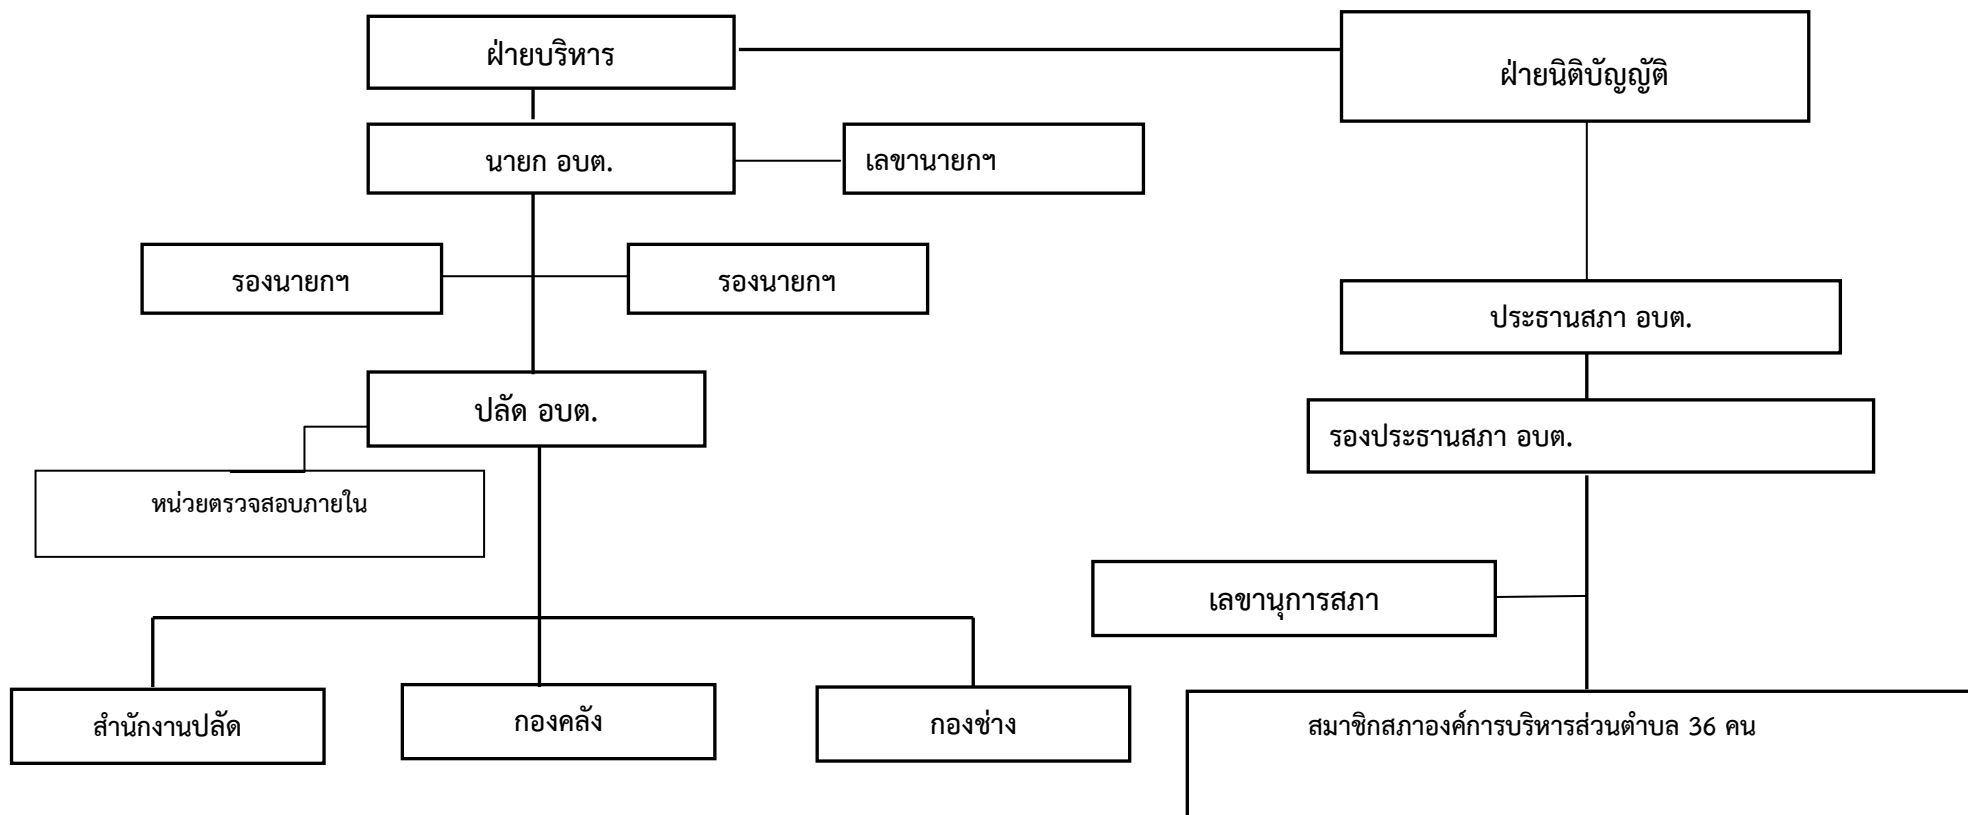 ฝ่ายบริหาร
ฝ่ายนิติบัญญัติ
นายก อบต.
เลขานายกฯ
รองนายกฯ
รองนายกฯ
ประธานสภา อบต.
ปลัด อบต.
รองประธานสภา อบต.
หน่วยตรวจสอบภายใน
เลขานุการสภา
สำนักงานปลัด
กองคลัง
กองช่าง
สมาชิกสภาองค์การบริหารส่วนตำบล 36 คน